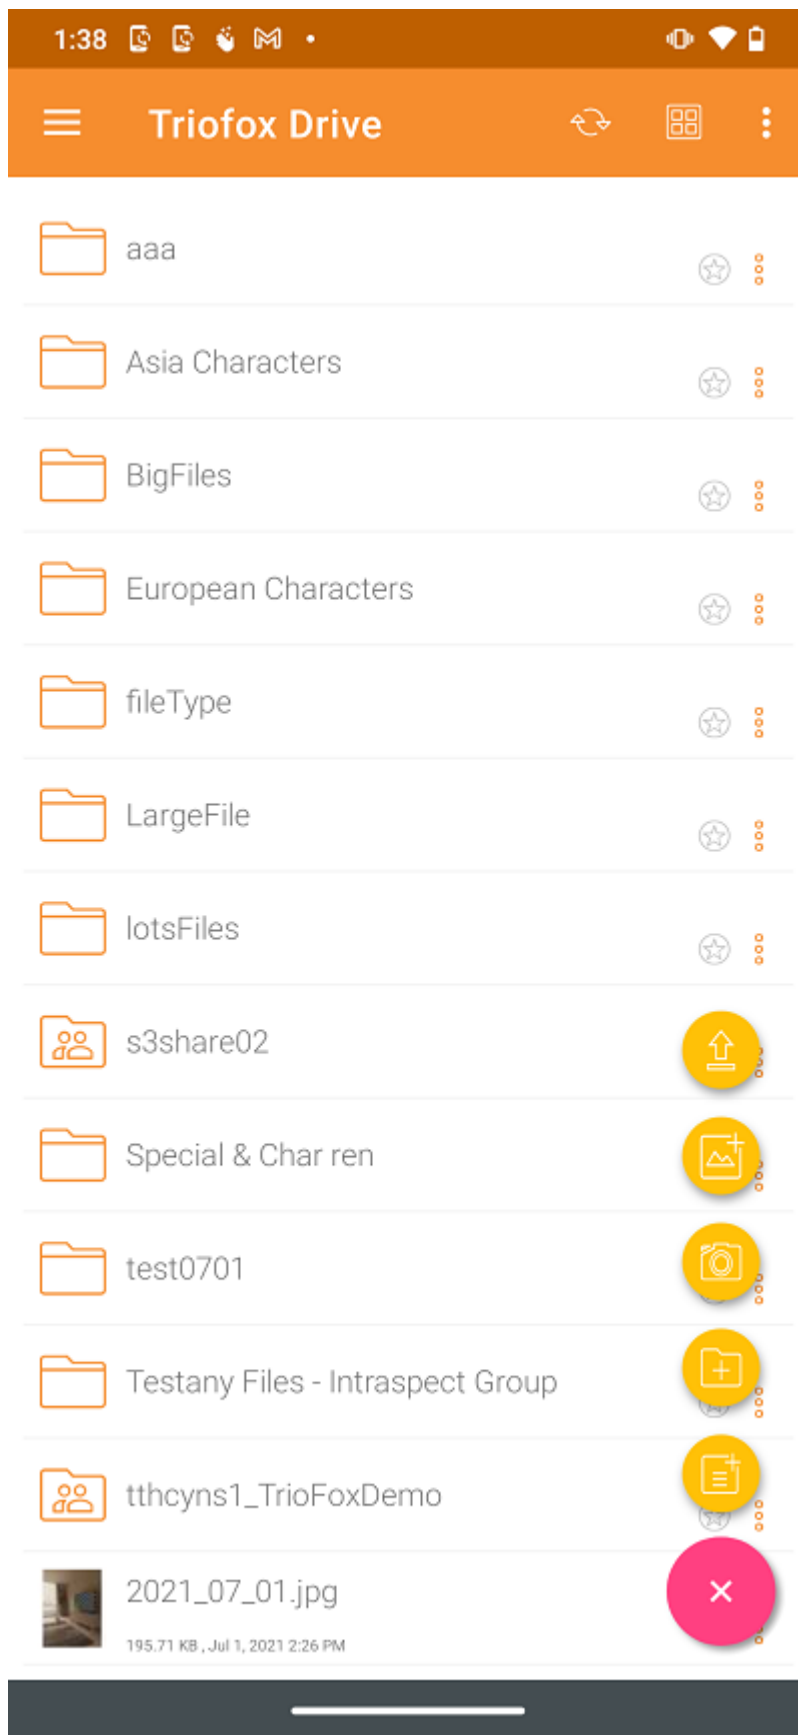 1:38
Triofox Drive
aaa
Asia Characters
BigFiles
European Characters
fileType
LargeFile
lotsFiles
s3share02
Special & Char ren
test0701
Testany Files - Intraspect Group
tthcyns1_TrioFoxDemo
2021_07_01.jpg
195.71 KB , Jul 1, 2021 2:26 PM